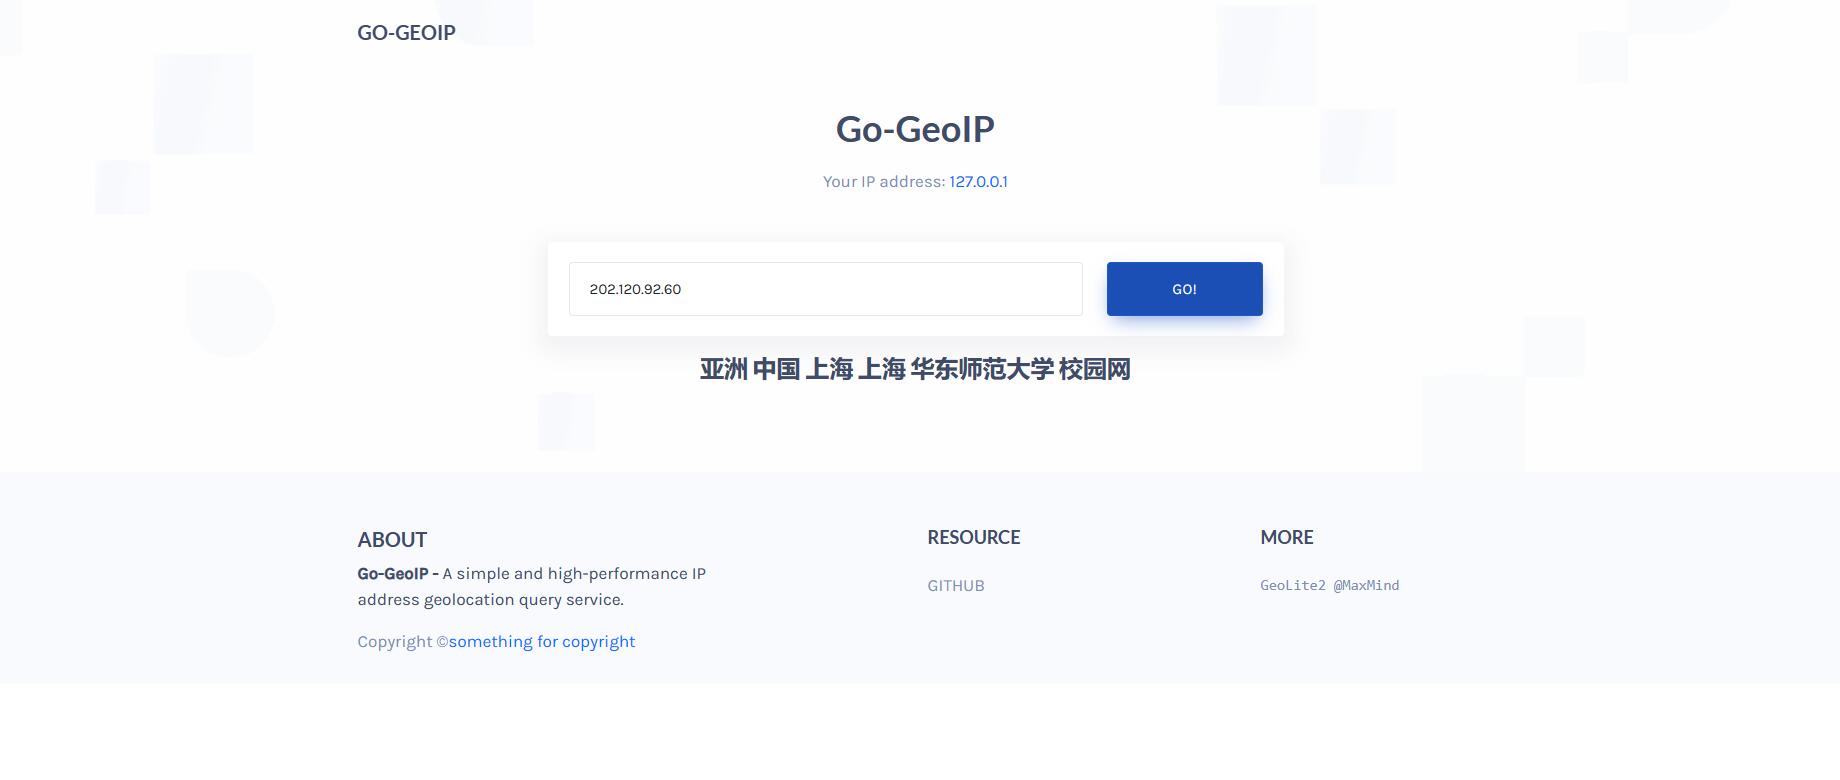 GO-GEOIP
Go-GeoIP
Your IP address: 127.0.0.1
202.120.92.60
GO!
亚洲 中国 上海 上海 华东师范大学 校园网
ABOUT
Go-GeoIP - A simple and high-performance IP
address geolocation query service.
Copyright ©something for copyright
RESOURCE
GITHUB
MORE
GeoLite2 @MaxMind